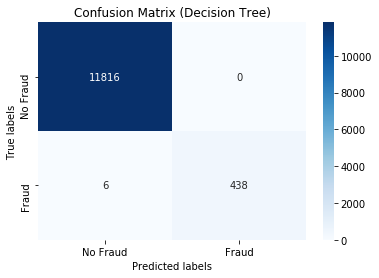 Confusion Matrix (Decision Tree)
True labels
No Fraud
Fraud
11816
0
6
438
No Fraud
Fraud
Predicted labels
10000
8000
6000
4000
2000
0